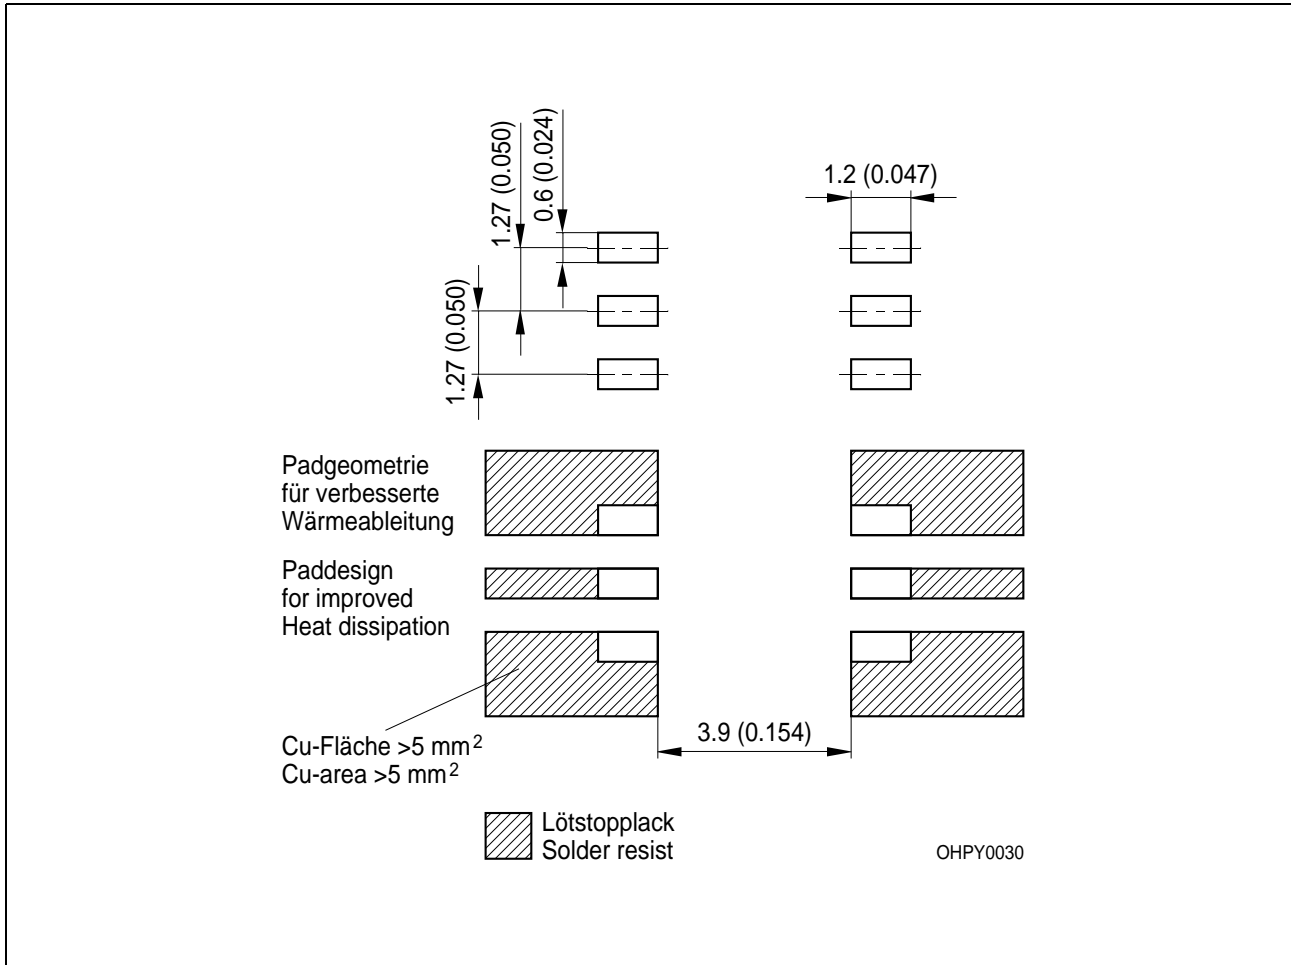 1.27 (0.050)
0.6 (0.024)
1.2 (0.047)
1.27 (0.050)
Padgeometrie
für verbesserte
Wärmeableitung
Paddesign
for improved
Heat dissipation
Cu-Fläche >5 mm²
Cu-area >5 mm²
3.9 (0.154)
Lötstopplack
Solder resist
OHPY0030